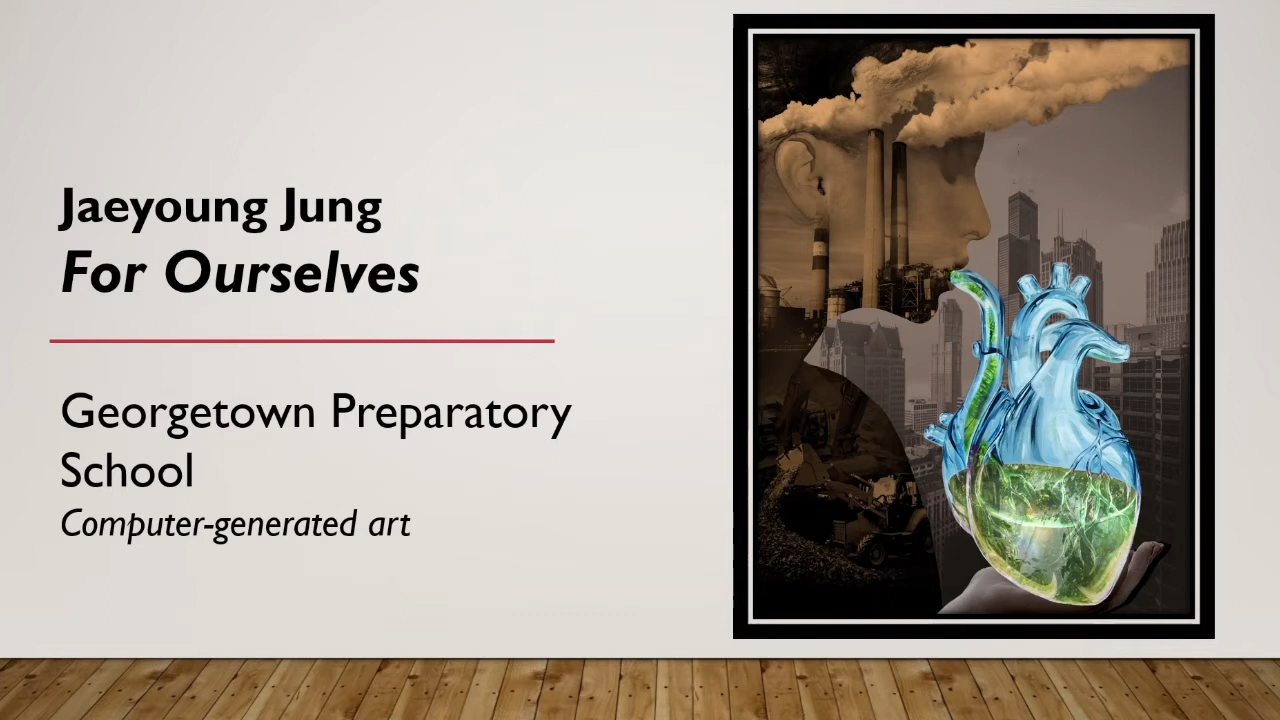 Jaeyoung Jung
For Ourselves
Georgetown Preparatory
School
Computer-generated art